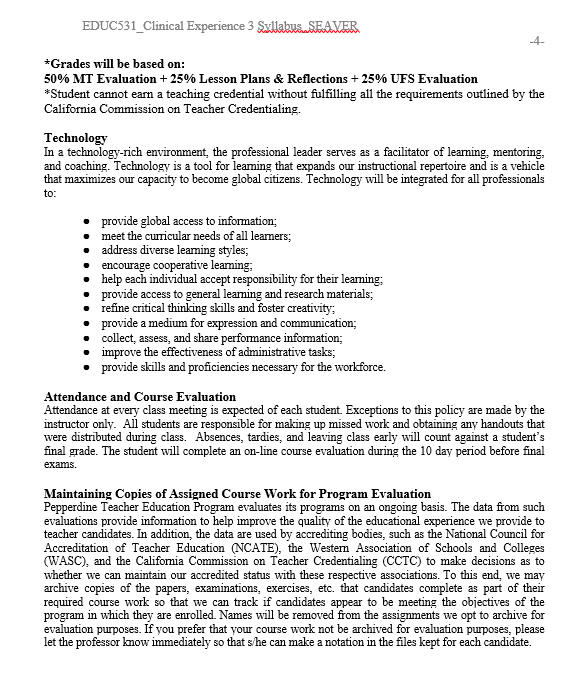 EDUC531_Clinical Experience 3 Syllabus_SEAVER
-4-
*Grades will be based on:
50% MT Evaluation + 25% Lesson Plans & Reflections + 25% UFS Evaluation
*Student cannot earn a teaching credential without fulfilling all the requirements outlined by the
California Commission on Teacher Credentialing.
Technology
In a technology-rich environment, the professional leader serves as a facilitator of learning, mentoring,
and coaching. Technology is a tool for learning that expands our instructional repertoire and is a vehicle
that maximizes our capacity to become global citizens. Technology will be integrated for all professionals
to:
• provide global access to information;
• meet the curricular needs of all learners;
• address diverse learning styles;
• encourage cooperative learning;
• help each individual accept responsibility for their learning;
• provide access to general learning and research materials;
• refine critical thinking skills and foster creativity;
• provide a medium for expression and communication;
• collect, assess, and share performance information;
• improve the effectiveness of administrative tasks;
• provide skills and proficiencies necessary for the workforce.
Attendance and Course Evaluation
Attendance at every class meeting is expected of each student. Exceptions to this policy are made by the
instructor only. All students are responsible for making up missed work and obtaining any handouts that
were distributed during class. Absences, tardies, and leaving class early will count against a student's
final grade. The student will complete an on-line course evaluation during the 10 day period before final
exams.
Maintaining Copies of Assigned Course Work for Program Evaluation
Pepperdine Teacher Education Program evaluates its programs on an ongoing basis. The data from such
evaluations provide information to help improve the quality of the educational experience we provide to
teacher candidates. In addition, the data are used by accrediting bodies, such as the National Council for
Accreditation of Teacher Education (NCATE), the Western Association of Schools and Colleges
(WASC), and the California Commission on Teacher Credentialing (CCTC) to make decisions as to
whether we can maintain our accredited status with these respective associations. To this end, we may
archive copies of the papers, examinations, exercises, etc. that candidates complete as part of their
required course work so that we can track if candidates appear to be meeting the objectives of the
program in which they are enrolled. Names will be removed from the assignments we opt to archive for
evaluation purposes. If you prefer that your course work not be archived for evaluation purposes, please
let the professor know immediately so that s/he can make a notation in the files kept for each candidate.